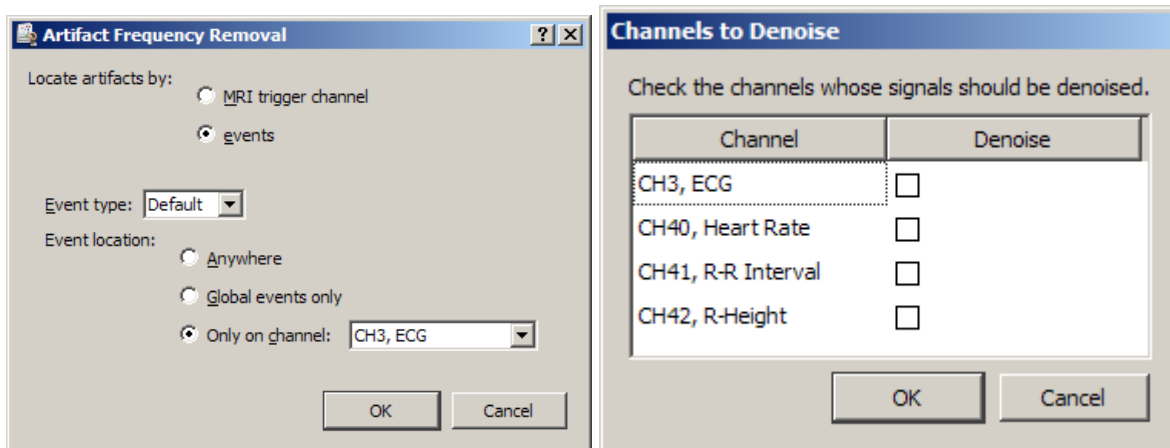 Artifact Frequency Removal
Locate artifacts by:
MRI trigger channel
events
Event type: Default
Event location:
Anywhere
Global events only
Only on channel: CH3, ECG
OK Cancel
Channels to Denoise
Check the channels whose signals should be denoised.
Channel Denoise
CH3, ECG
CH40, Heart Rate
CH41, R-R Interval
CH42, R-Height
OK Cancel